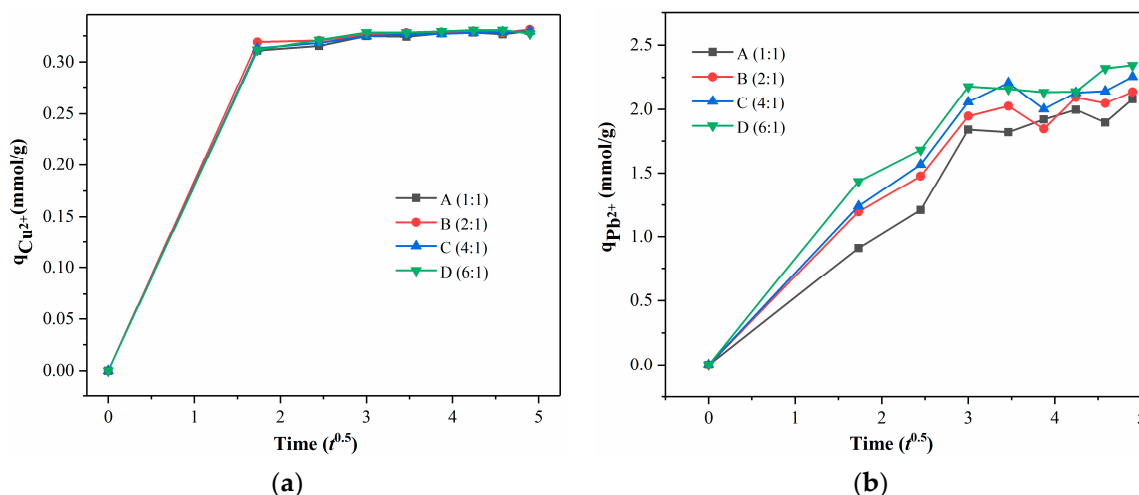 0.30
0.25
0.20
0.15
0.10
0.05
0.00
qCu²⁺(mmol/g)
A (1:1)
B (2:1)
C (4:1)
D (6:1)
0 1 2 3 4 5
Time (t⁰·⁵)
(a)
2.5
2.0
1.5
1.0
0.5
0.0
qPb²⁺ (mmol/g)
A (1:1)
B (2:1)
C (4:1)
D (6:1)
0 1 2 3 4
Time (t⁰·⁵)
(b)